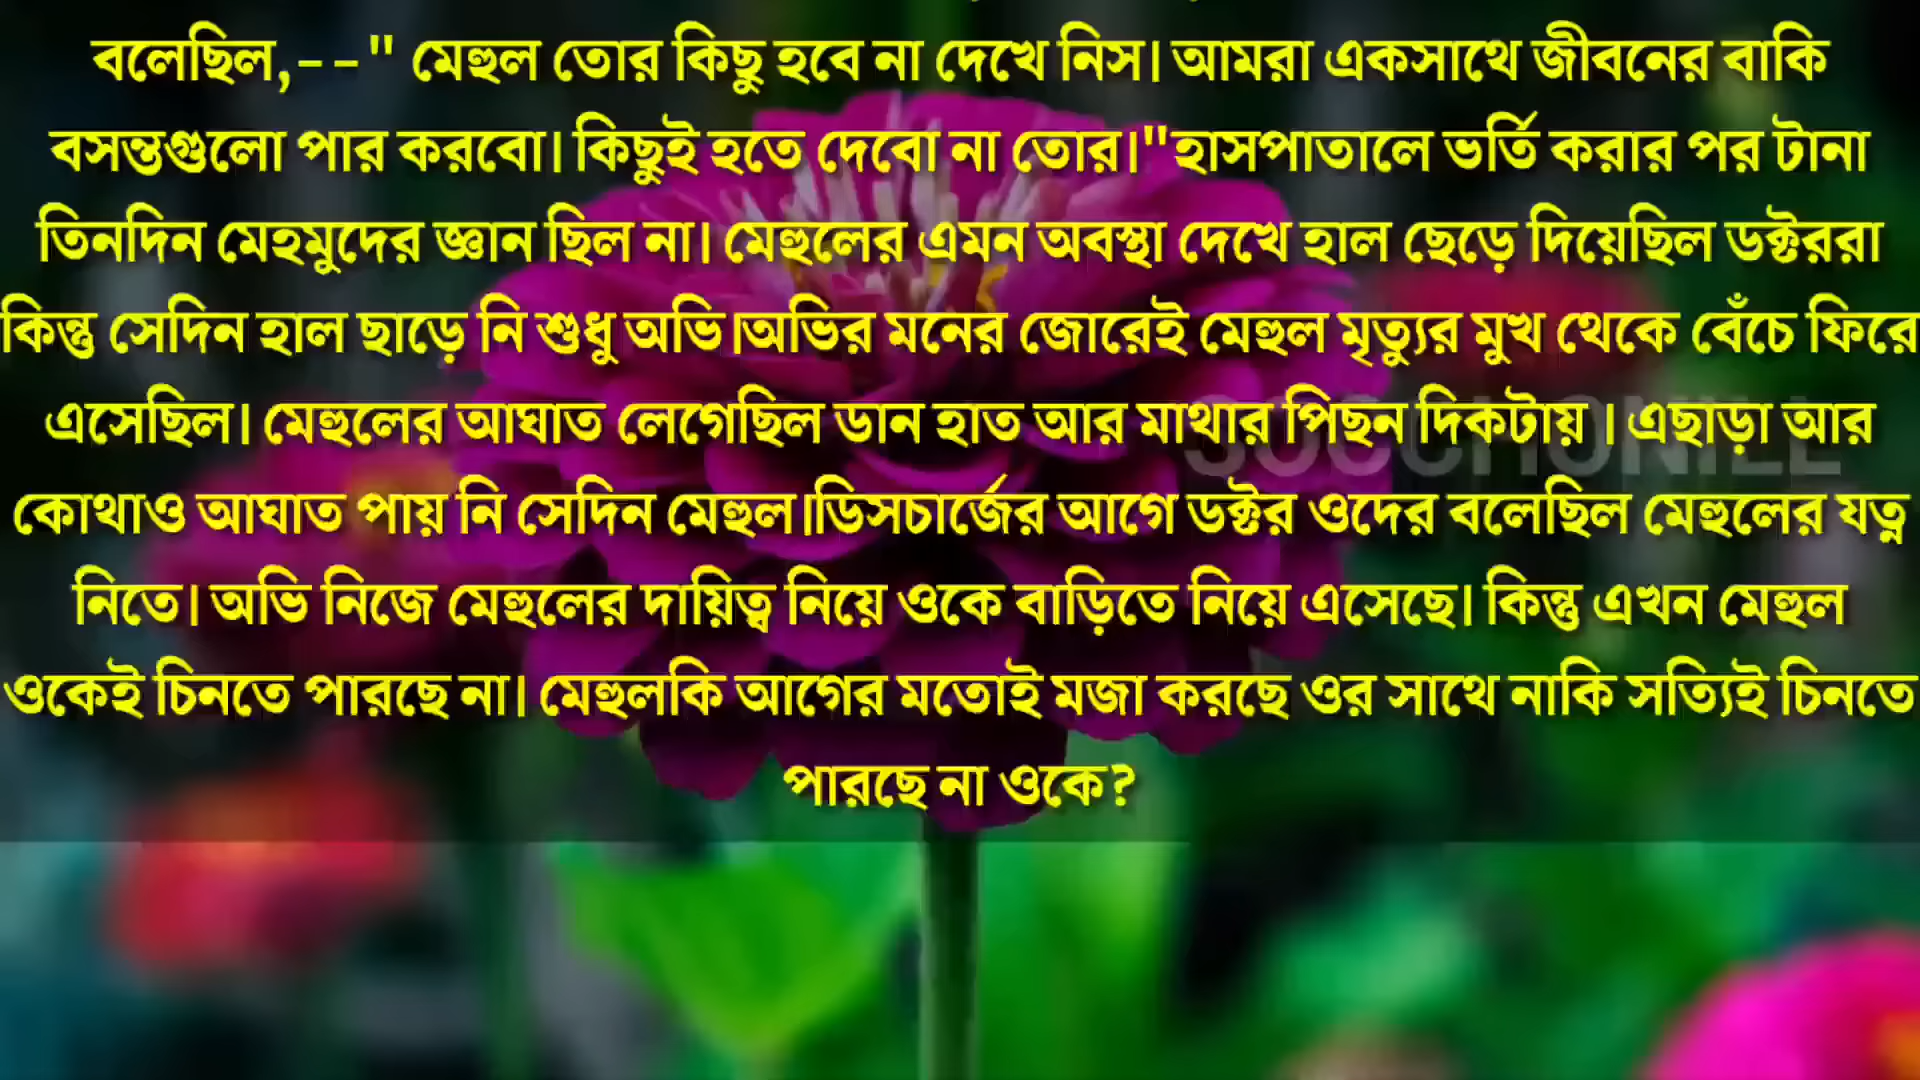 বলেছিল,--" মেহুল তোর কিছু হবে না দেখে নিস। আমরা একসাথে জীবনের বাকি
বসন্তগুলো পার করবো। কিছুই হতে দেবো না তোর।"হাসপাতালে ভর্তি করার পর টানা
তিনদিন মেহমুদের জ্ঞান ছিল না। মেহুলের এমন অবস্থা দেখে হাল ছেড়ে দিয়েছিল ডক্টররা
কিন্তু সেদিন হাল ছাড়ে নি শুধু অভি।অভির মনের জোরেই মেহুল মৃত্যুর মুখ থেকে বেঁচে ফিরে
এসেছিল। মেহুলের আঘাত লেগেছিল ডান হাত আর মাথার পিছন দিকটায় । এছাড়া আর
কোথাও আঘাত পায় নি সেদিন মেহুল।ডিসচার্জের আগে ডক্টর ওদের বলেছিল মেহুলের যত্ন
নিতে। অভি নিজে মেহুলের দায়িত্ব নিয়ে ওকে বাড়িতে নিয়ে এসেছে। কিন্তু এখন মেহুল
ওকেই চিনতে পারছে না। মেহুলকি আগের মতোই মজা করছে ওর সাথে নাকি সত্যিই চিনতে
পারছে না ওকে?